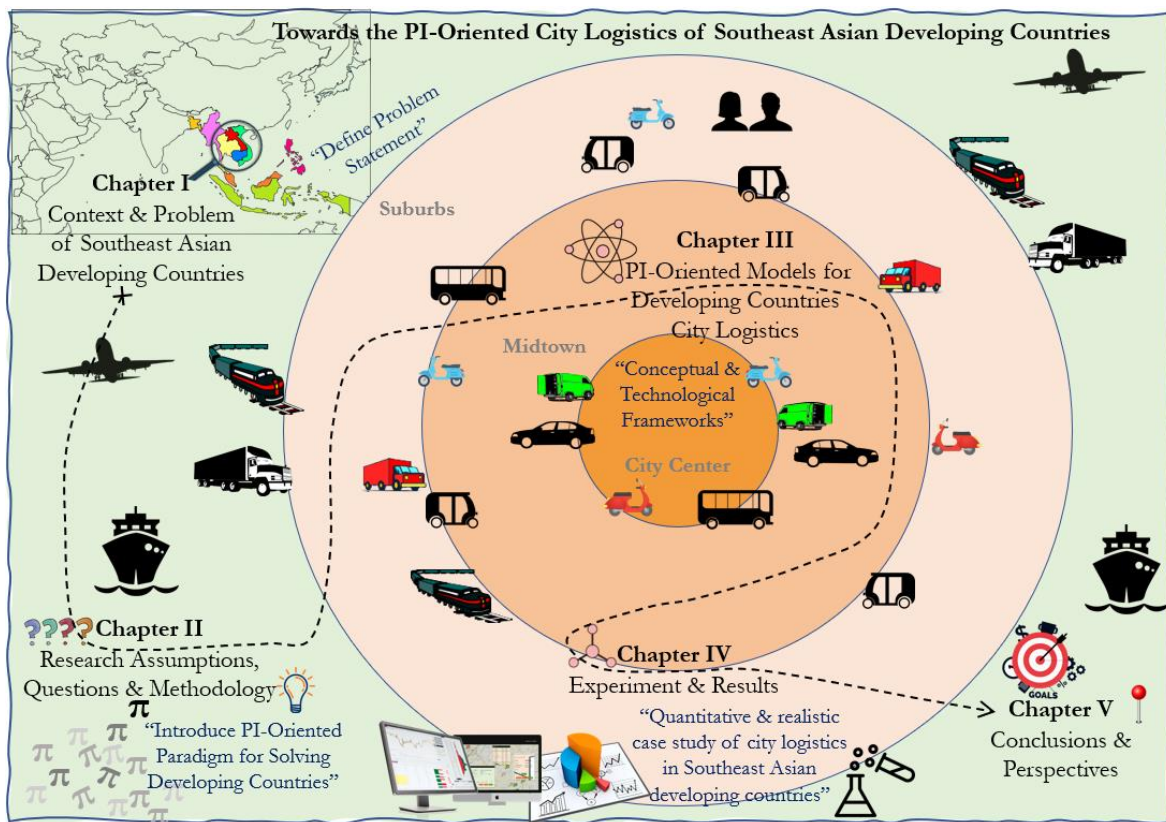 Towards the PI-Oriented City Logistics of Southeast Asian Developing Countries
“Define Problem
Statement”
Chapter I
Context & Problem
of Southeast Asian
Developing Countries
Suburbs
Chapter III
PI-Oriented Models for
Developing Countries
City Logistics
Midtown
“Conceptual &
Technological
Frameworks”
City Center
????
Chapter II
Research Assumptions,
Questions & Methodology
π
“Introduce PI-Oriented
Paradigm for Solving
Developing Countries”
Chapter IV
Experiment & Results
“Quantitative & realistic
case study of city logistics
in Southeast Asian
developing countries”
GOALS
Chapter V
Conclusions &
Perspectives